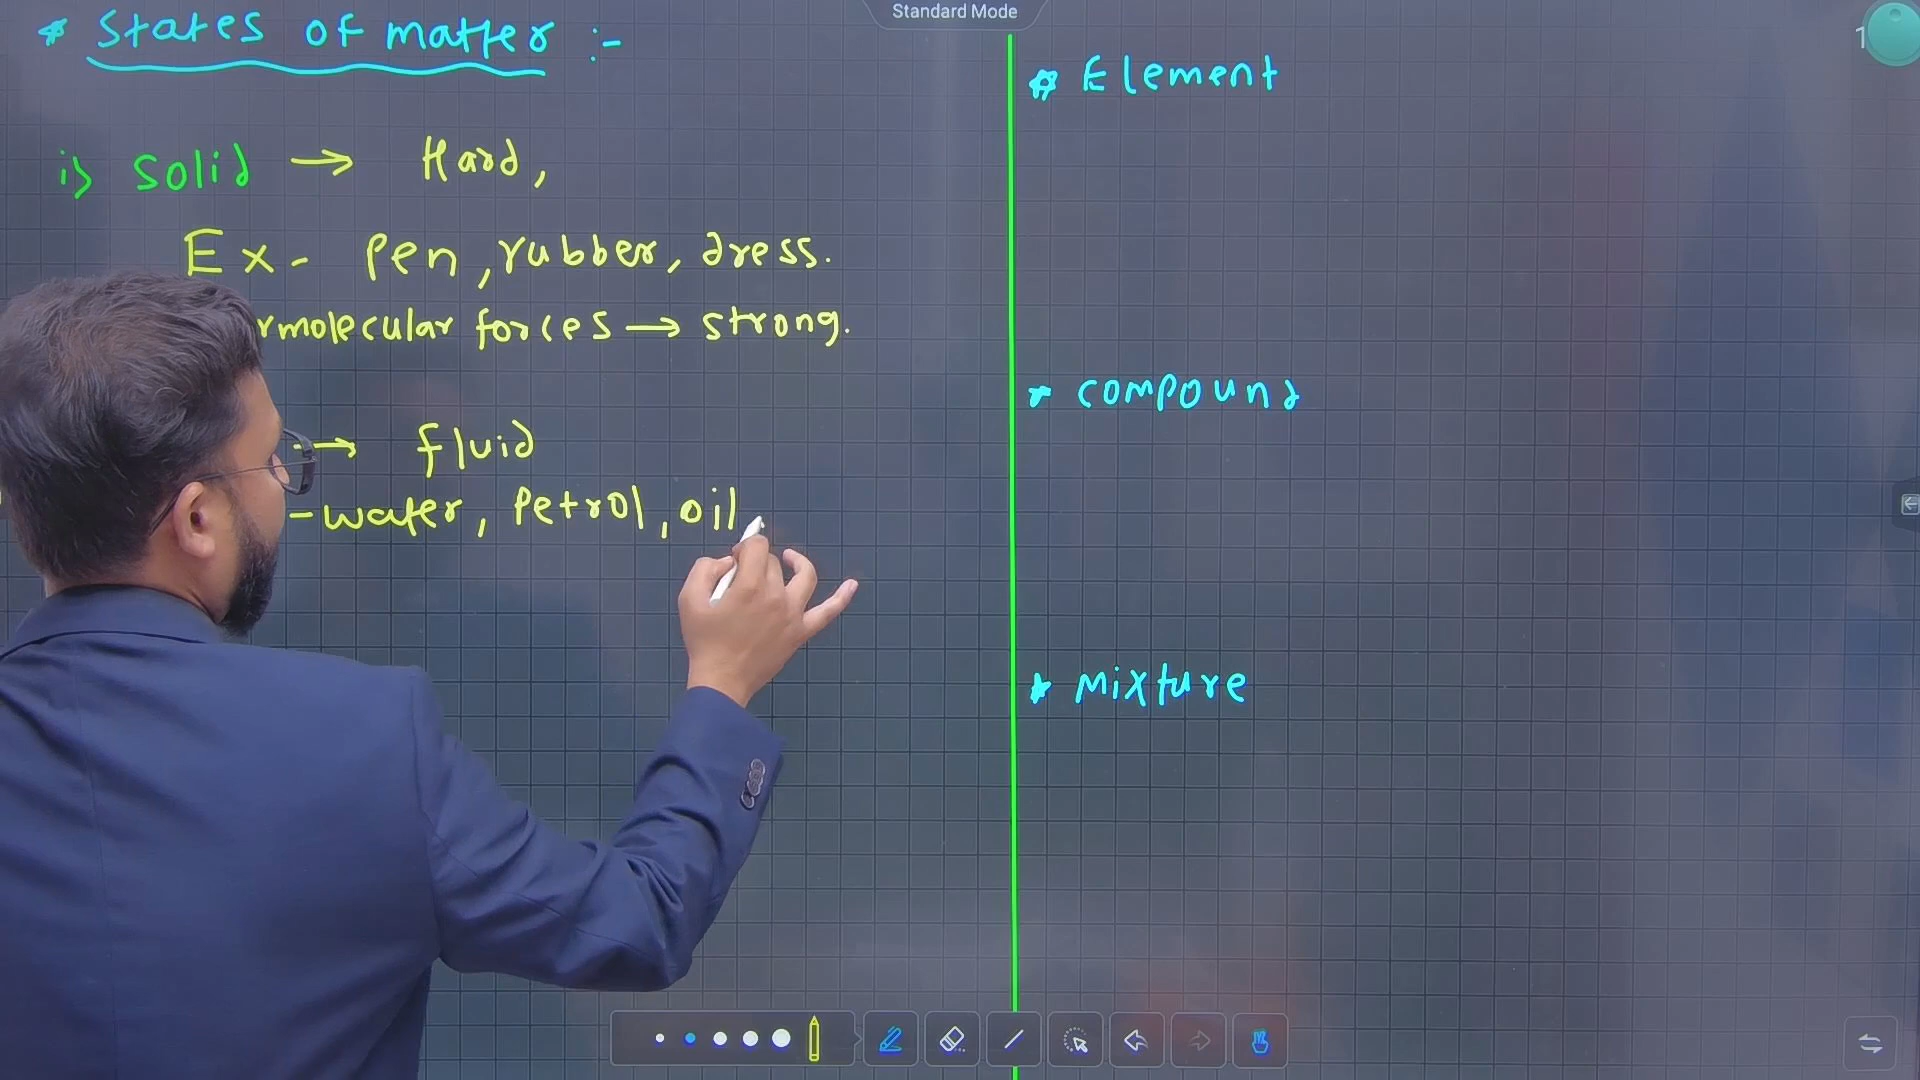 Standard Mode
* States of matter :-
i) Solid → Hard,
Ex- Pen, rubber, dress.
rmolecular forces → strong.
→ fluid
- water, Petrol, oil
* Element
* compound
* Mixture
1